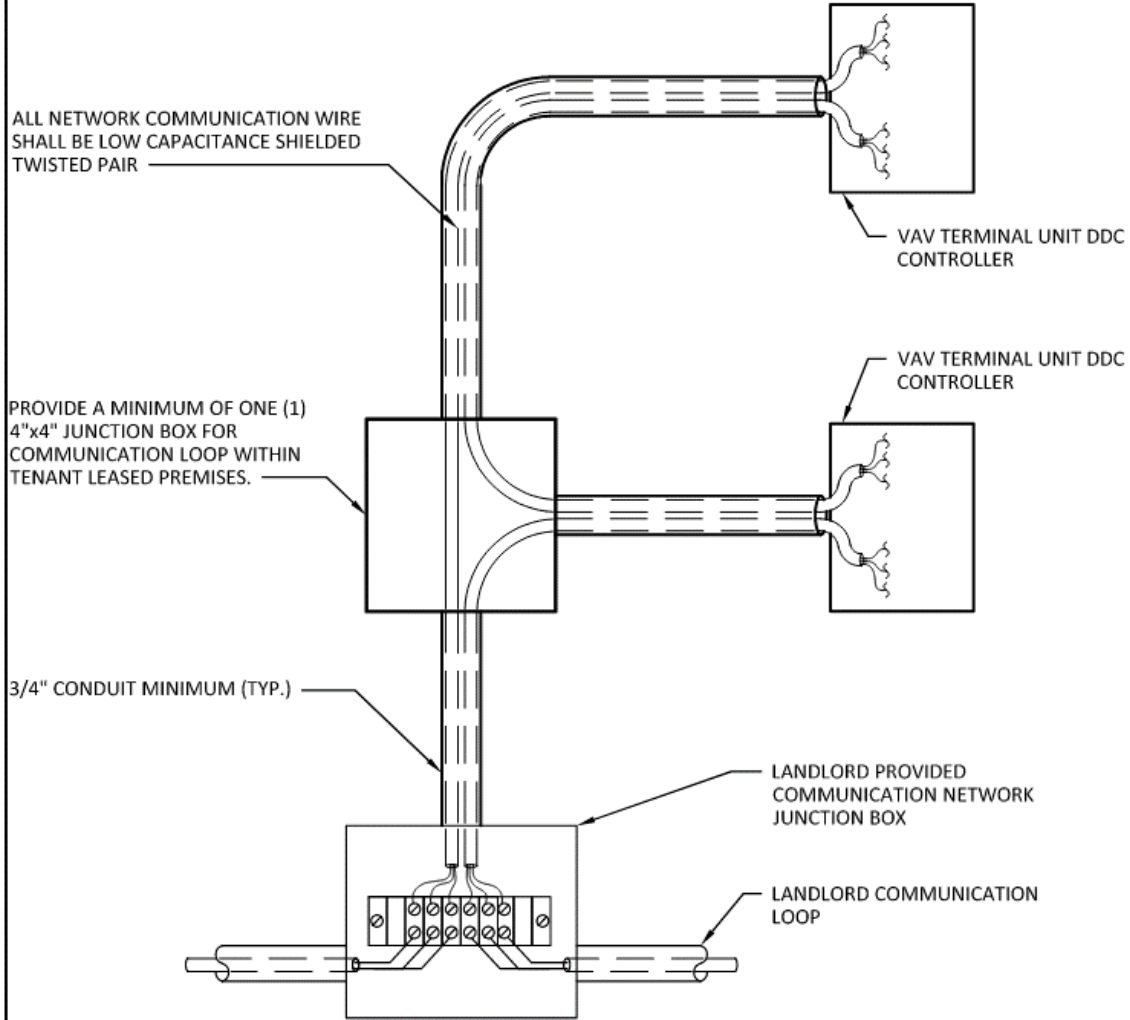 ALL NETWORK COMMUNICATION WIRE
SHALL BE LOW CAPACITANCE SHIELDED
TWISTED PAIR
VAV TERMINAL UNIT DDC
CONTROLLER
VAV TERMINAL UNIT DDC
CONTROLLER
PROVIDE A MINIMUM OF ONE (1)
4"x4" JUNCTION BOX FOR
COMMUNICATION LOOP WITHIN
TENANT LEASED PREMISES.
3/4" CONDUIT MINIMUM (TYP.)
LANDLORD PROVIDED
COMMUNICATION NETWORK
JUNCTION BOX
LANDLORD COMMUNICATION
LOOP